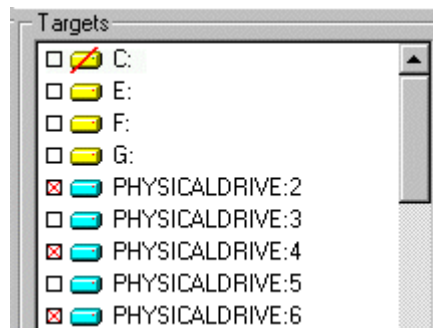 Targets
C:
E:
F:
G:
PHYSICALDRIVE:2
PHYSICALDRIVE:3
PHYSICALDRIVE:4
PHYSICALDRIVE:5
PHYSICALDRIVE:6